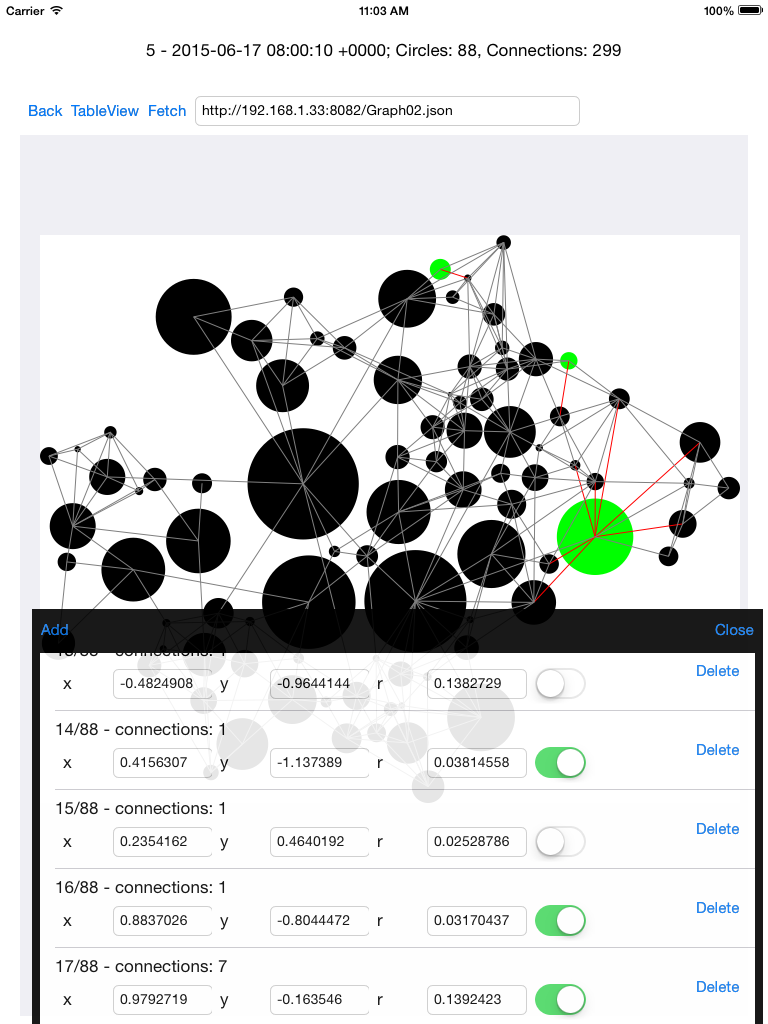 Carrier 11:03 AM 100%
5 - 2015-06-17 08:00:10 +0000; Circles: 88, Connections: 299
Back TableView Fetch http://192.168.1.33:8082/Graph02.json
Add Close
x -0.4824908 y -0.9644144 r 0.1382729 Delete
14/88 - connections: 1
x 0.4156307 y -1.137389 r 0.03814558 Delete
15/88 - connections: 1
x 0.2354162 y 0.4640192 r 0.02528786 Delete
16/88 - connections: 1
x 0.8837026 y -0.8044472 r 0.03170437 Delete
17/88 - connections: 7
x 0.9792719 y -0.163546 r 0.1392423 Delete